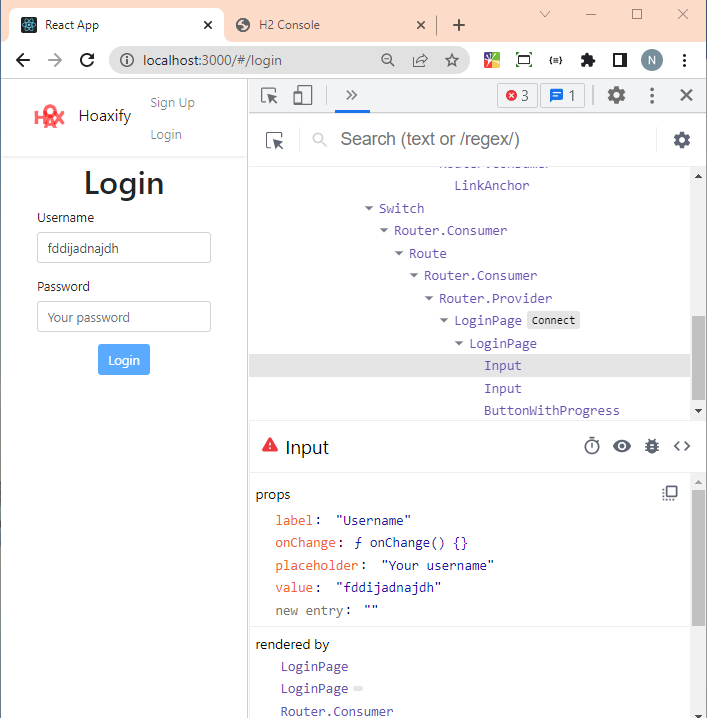 React App
H2 Console
localhost:3000/#/login
N
HAX
Hoaxify
Sign Up
Login
Login
Username
fddijadnajdh
Password
Your password
Login
3
1
Search (text or /regex/)
LinkAnchor
Switch
Router.Consumer
Route
Router.Consumer
Router.Provider
LoginPage Connect
LoginPage
Input
Input
ButtonWithProgress
Input
props
label: "Username"
onChange: ƒ onChange() {}
placeholder: "Your username"
value: "fddijadnajdh"
new entry: ""
rendered by
LoginPage
LoginPage
Router.Consumer